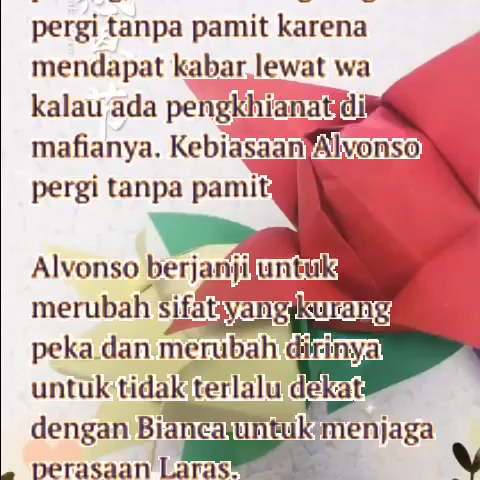 pergi tanpa pamit karena
mendapat kabar lewat wa
kalau ada pengkhianat di
mafianya. Kebiasaan Alvonso
pergi tanpa pamit
Alvonso berjanji untuk
merubah sifat yang kurang
peka dan merubah dirinya
untuk tidak terlalu dekat
dengan Bianca untuk menjaga
perasaan Laras.